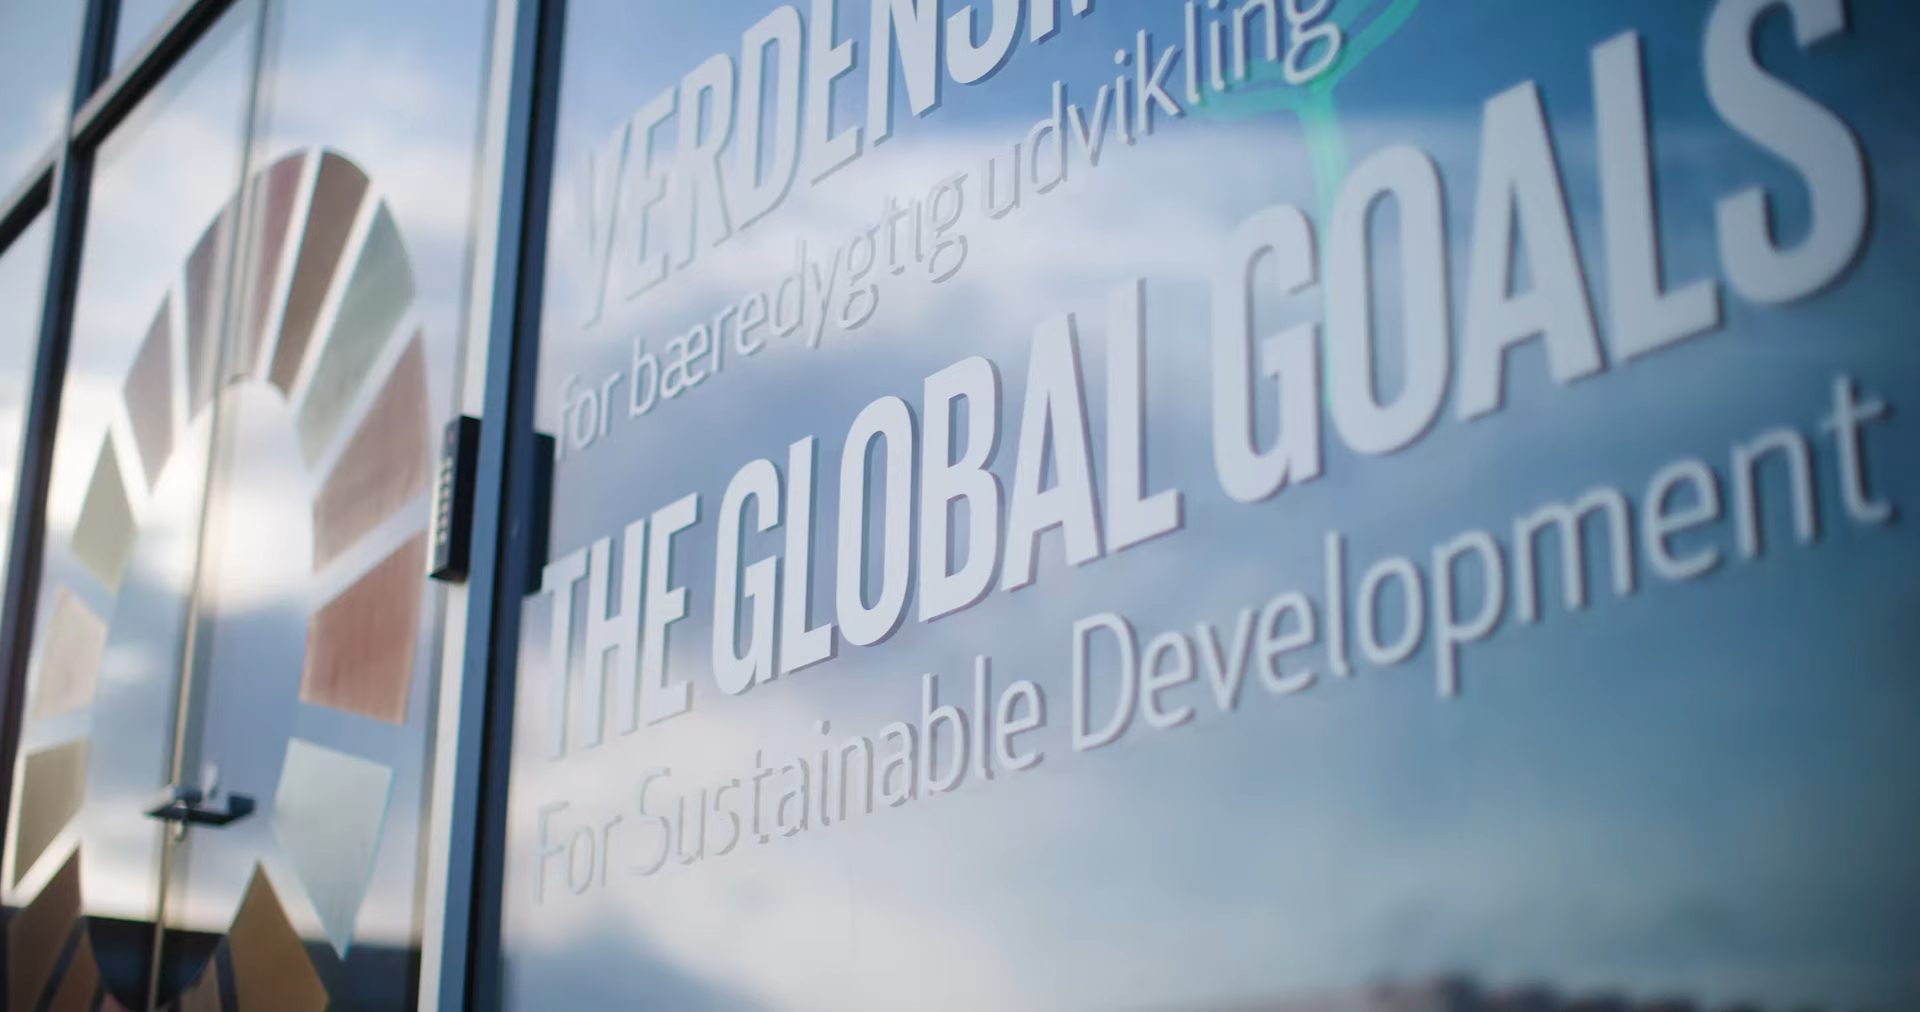 for bæredygtig udvikling
THE GLOBAL GOALS
For Sustainable Development